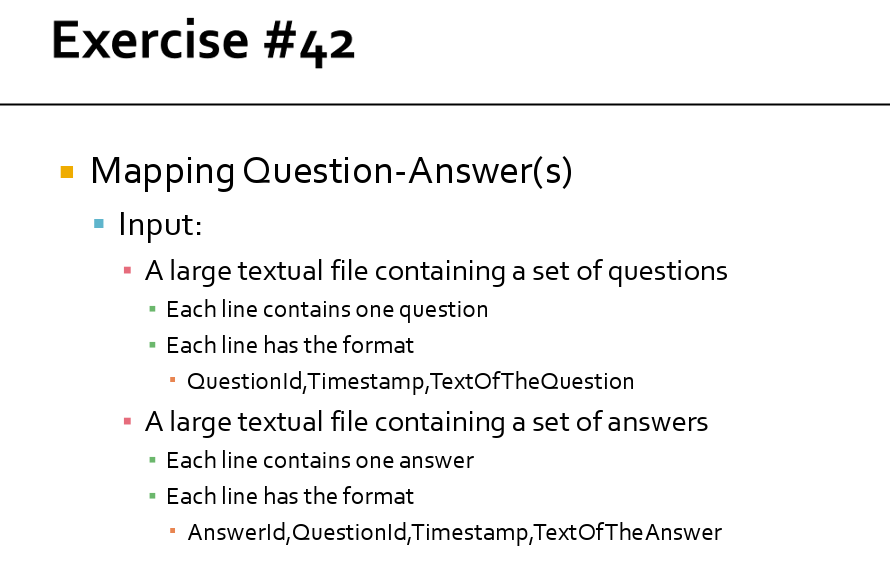 Exercise #42
Mapping Question-Answer(s)
Input:
A large textual file containing a set of questions
Each line contains one question
Each line has the format
QuestionId,Timestamp,TextOfTheQuestion
A large textual file containing a set of answers
Each line contains one answer
Each line has the format
AnswerId,QuestionId,Timestamp,TextOfTheAnswer